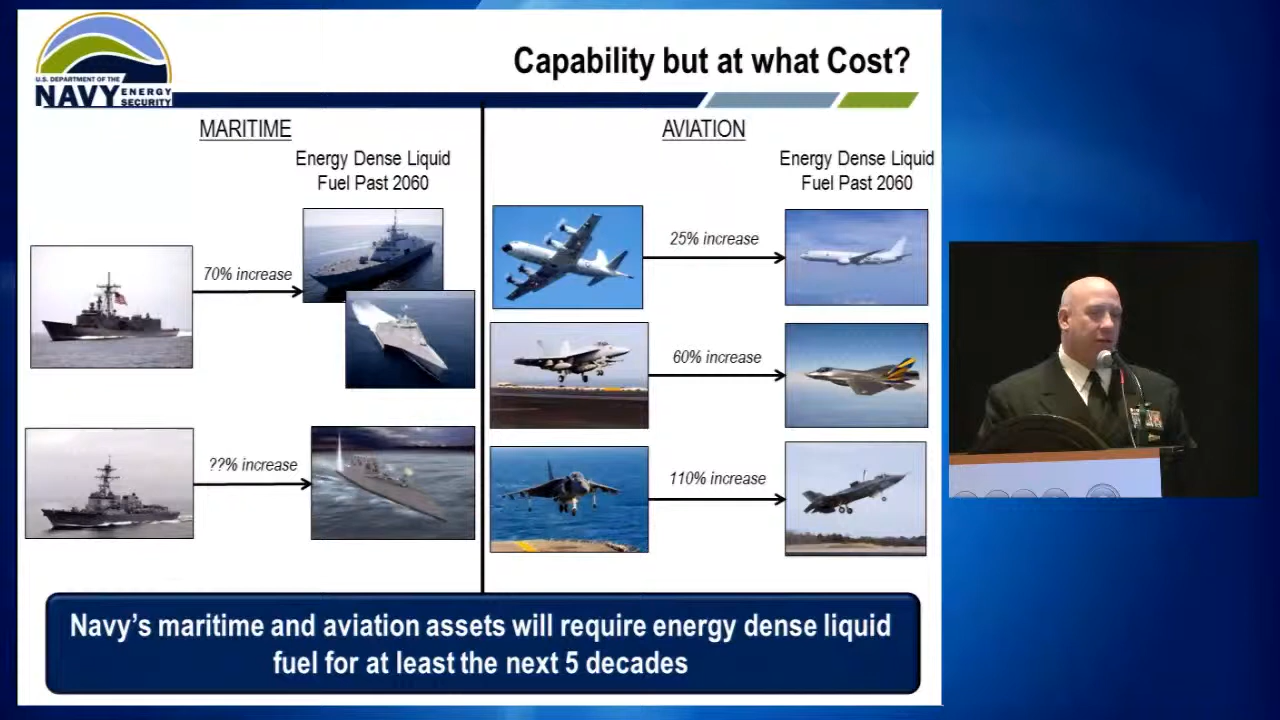 Capability but at what Cost?
U.S. DEPARTMENT OF THE
NAVY ENERGY
SECURITY
MARITIME
Energy Dense Liquid
Fuel Past 2060
70% increase
??% increase
AVIATION
Energy Dense Liquid
Fuel Past 2060
25% increase
60% increase
110% increase
Navy's maritime and aviation assets will require energy dense liquid
fuel for at least the next 5 decades